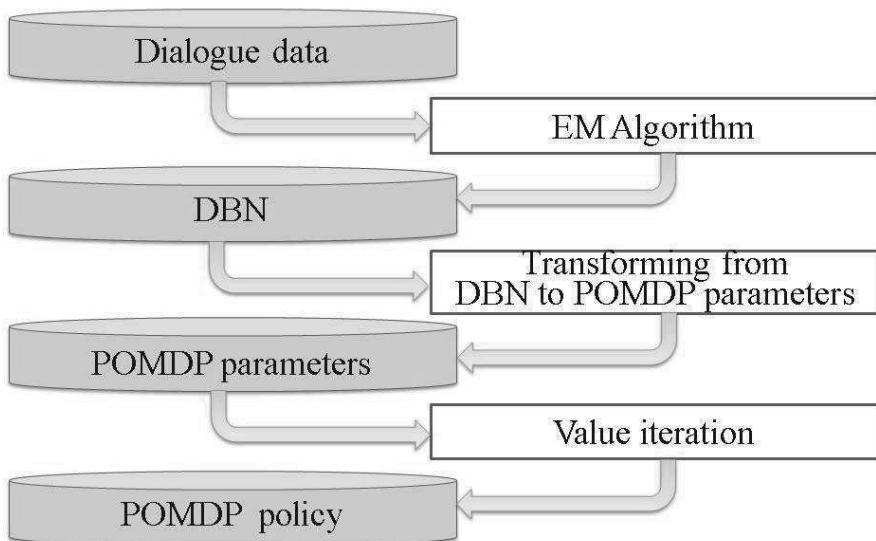 Dialogue data
EM Algorithm
DBN
Transforming from
DBN to POMDP parameters
POMDP parameters
Value iteration
POMDP policy